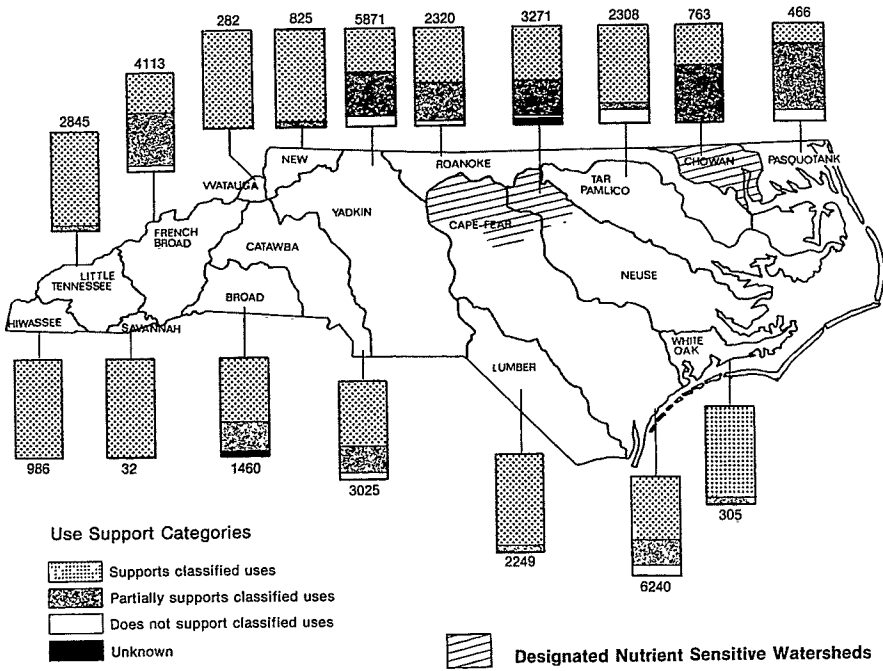 282
825
5871
2320
3271
2308
763
466
4113
2845
NEW
ROANOKE
CHOWAN
PASQUOTANK
WATAUGA
TAR
PAMLICO
YADKIN
CAPE-FEAR
FRENCH
BROAD
CATAWBA
LITTLE
TENNESSEE
NEUSE
BROAD
HIWASSEE
SAVANNAH
WHITE
OAK
LUMBER
986
32
1460
3025
2249
6240
305
Use Support Categories
Supports classified uses
Partially supports classified uses
Does not support classified uses
Unknown
Designated Nutrient Sensitive Watersheds